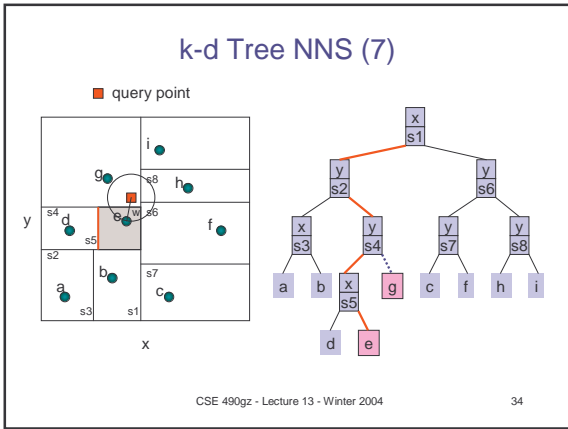 k-d Tree NNS (7)
query point
x
s1
y
s2
y
s6
x
s3
y
s4
y
s7
y
s8
a
b
x
s5
g
c
f
h
i
d
e
i
g
s8
h
s4
d
e
w
s6
f
s5
s2
b
s7
a
c
s3
s1
y
x
CSE 490gz - Lecture 13 - Winter 2004
34